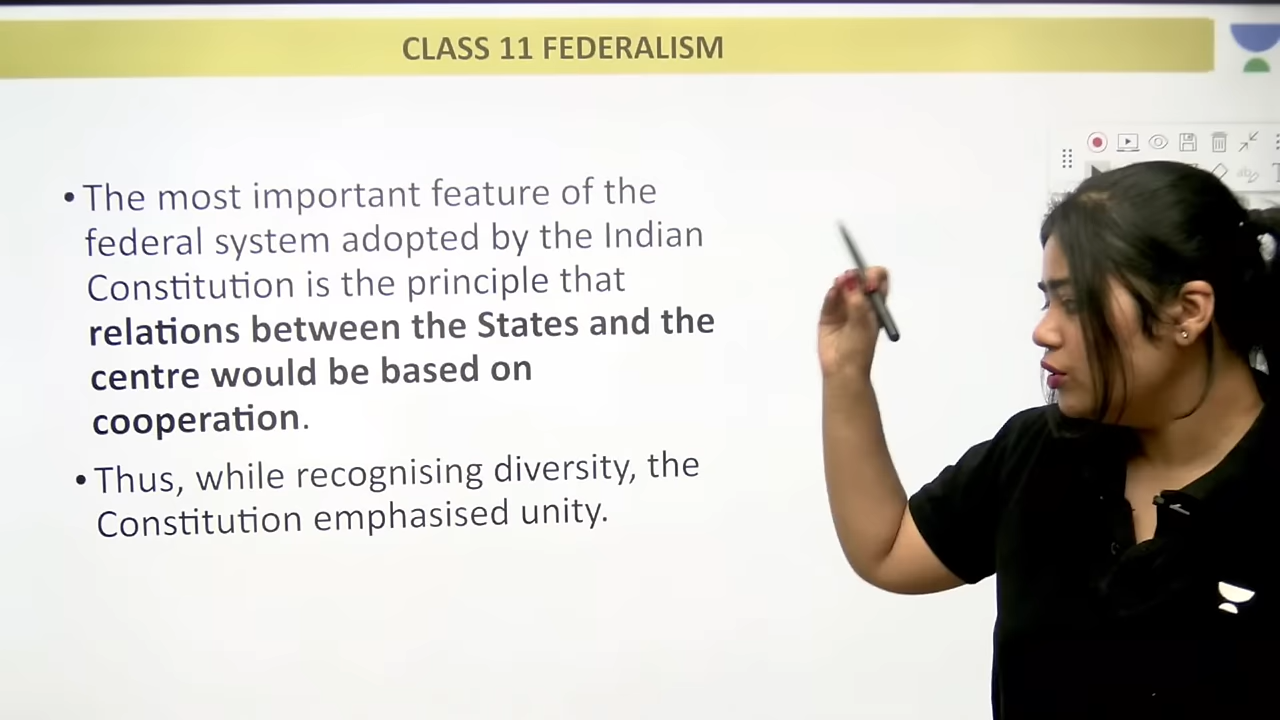 CLASS 11 FEDERALISM
• The most important feature of the
federal system adopted by the Indian
Constitution is the principle that
relations between the States and the
centre would be based on
cooperation.
• Thus, while recognising diversity, the
Constitution emphasised unity.